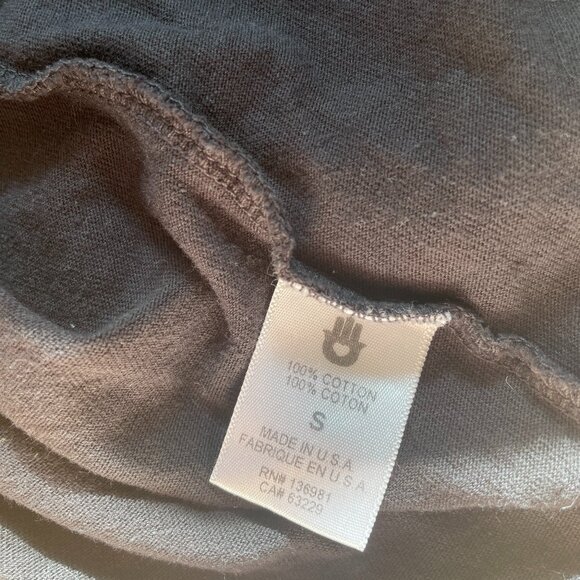 100% COTTON
100% COTON
S
MADE IN U.S.A
FABRIQUE EN U.S.A
RN# 136981
CA# 63229